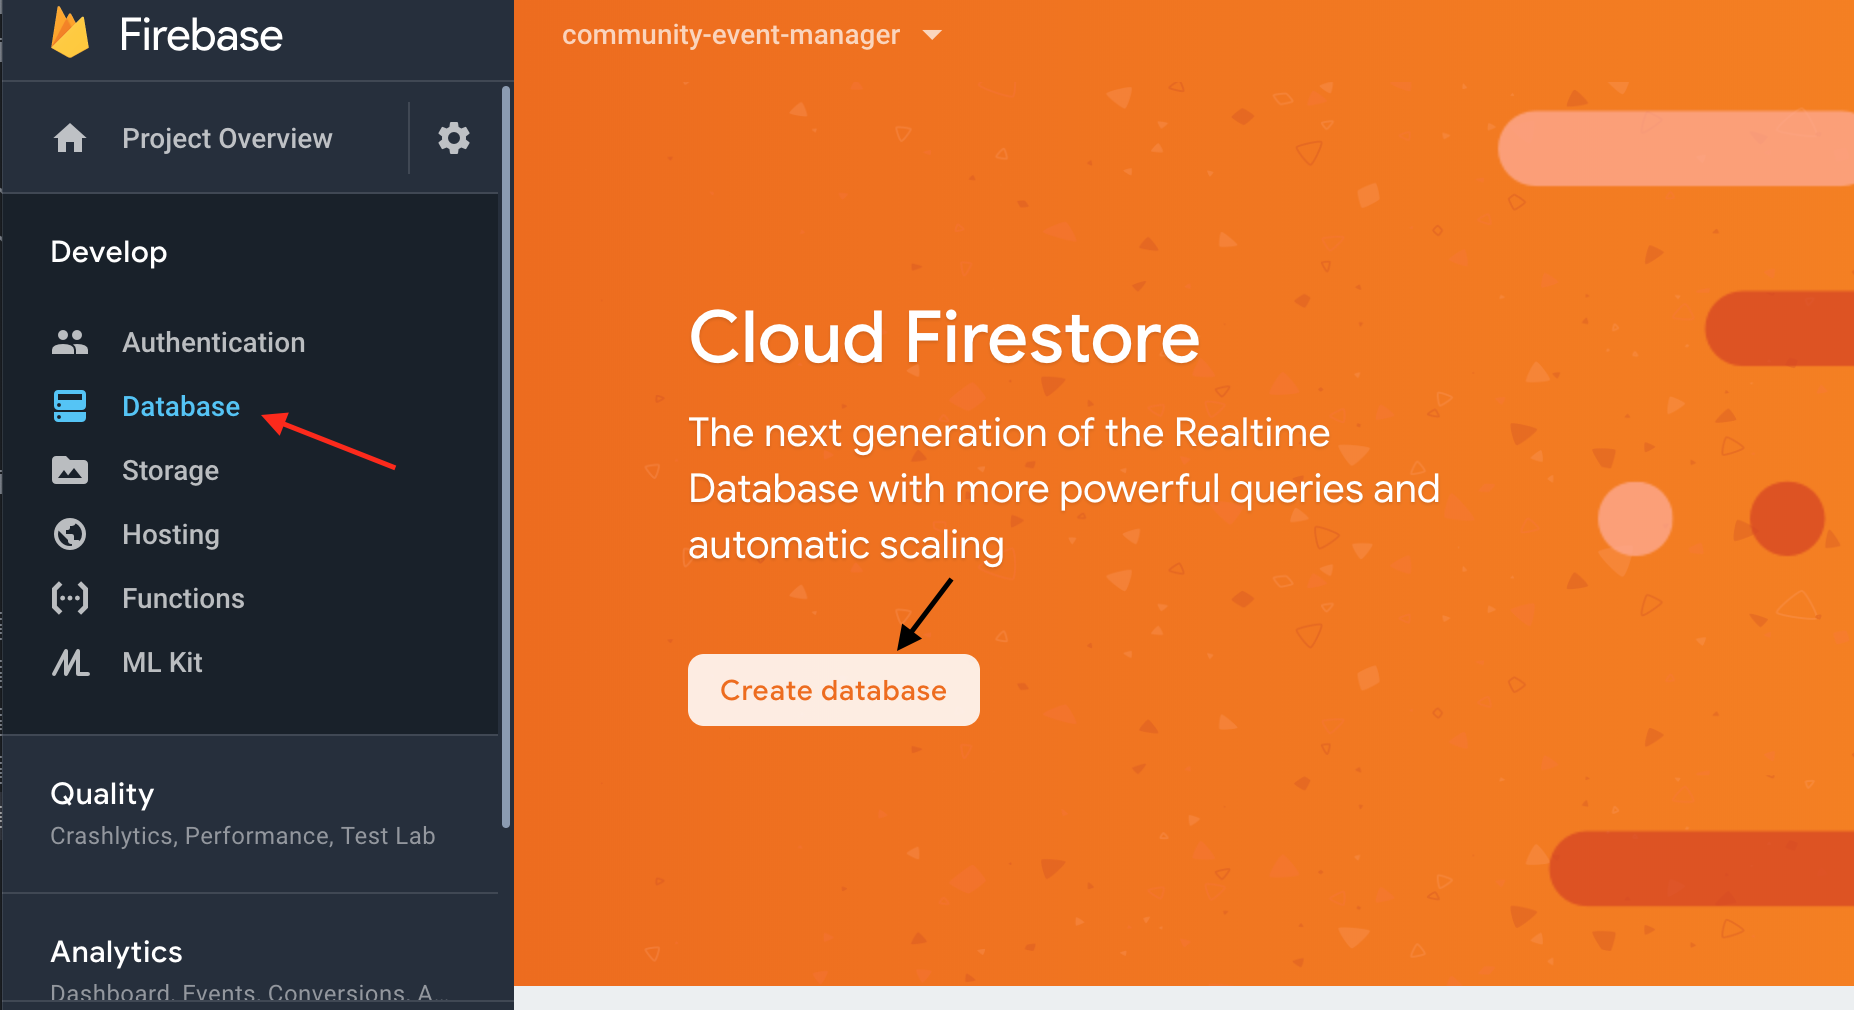 Firebase
community-event-manager
Project Overview
Develop
Authentication
Database
Storage
Hosting
Functions
ML Kit
Quality
Crashlytics, Performance, Test Lab
Analytics
Dashboard, Events, Conversions, A...
Cloud Firestore
The next generation of the Realtime
Database with more powerful queries and
automatic scaling
Create database